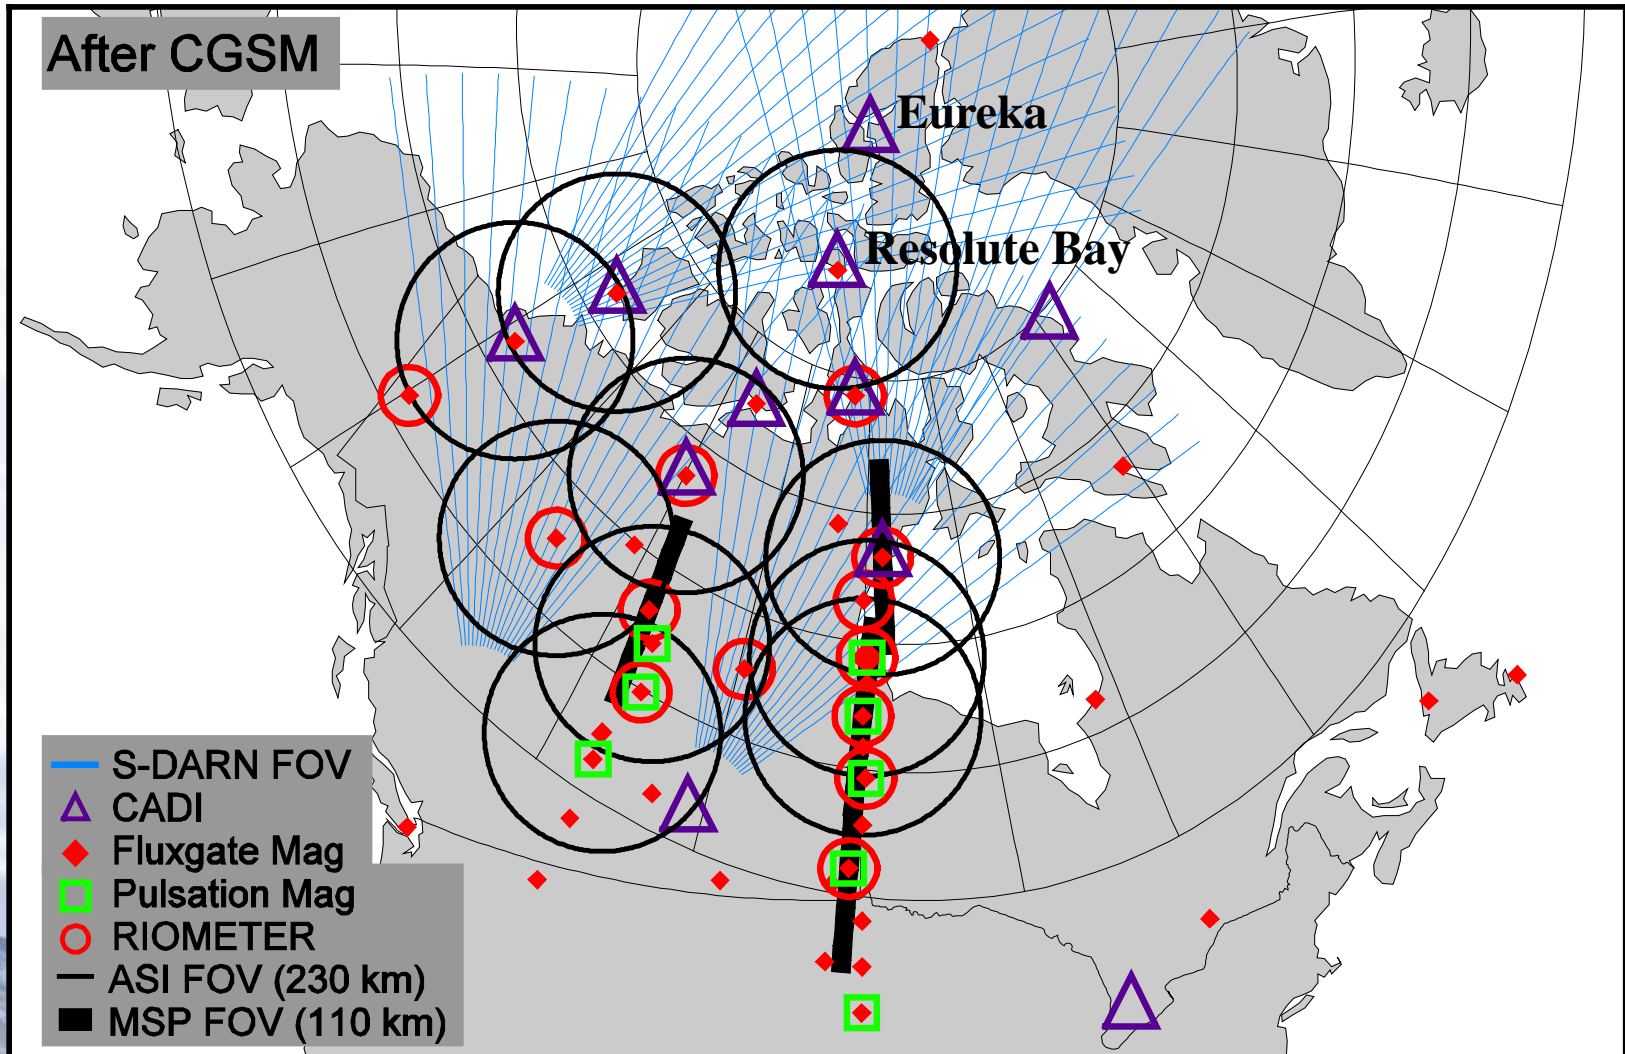 After CGSM
Eureka
Resolute Bay
S-DARN FOV
CADI
Fluxgate Mag
Pulsation Mag
RIOMETER
ASI FOV (230 km)
MSP FOV (110 km)